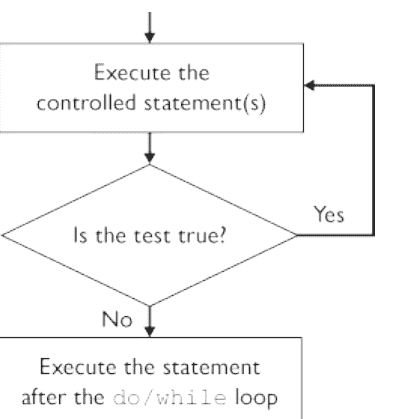 Execute the
controlled statement(s)
Is the test true?
Yes
No
Execute the statement
after the do/while loop